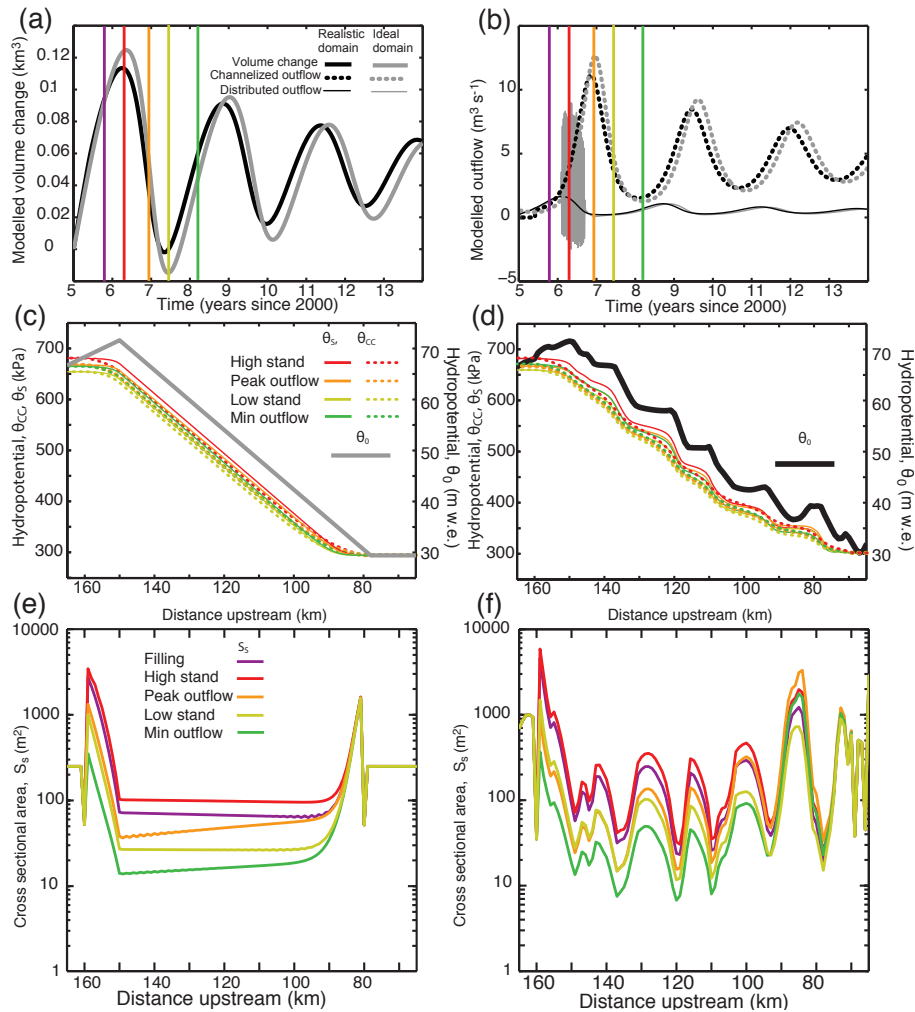 (a)
Realistic domain
Ideal domain
Volume change
Channelized outflow
Distributed outflow
Modelled volume change (km³)
0.12
0.1
0.08
0.06
0.04
0.02
0
5 6 7 8 9 10 11 12 13
Time (years since 2000)
(b)
Modelled outflow (m³ s⁻¹)
10
5
0
−5
5 6 7 8 9 10 11 12 13
Time (years since 2000)
(c)
θS, θCC
High stand
Peak outflow
Low stand
Min outflow
θ0
Hydropotential, θCC, θS (kPa)
700
650
600
550
500
450
400
350
300
Hydropotential, θ0 (m w.e.)
70
60
50
40
30
160 140 120 100 80
Distance upstream (km)
(d)
θ0
Hydropotential, θCC, θS (kPa)
700
650
600
550
500
450
400
350
300
Hydropotential, θ0 (m w.e.)
70
60
50
40
30
160 140 120 100 80
Distance upstream (km)
(e)
SS
Filling
High stand
Peak outflow
Low stand
Min outflow
Cross sectional area, Ss (m²)
10000
1000
100
10
1
160 140 120 100 80
Distance upstream (km)
(f)
Cross sectional area, Ss (m²)
10000
1000
100
10
1
160 140 120 100 80
Distance upstream (km)